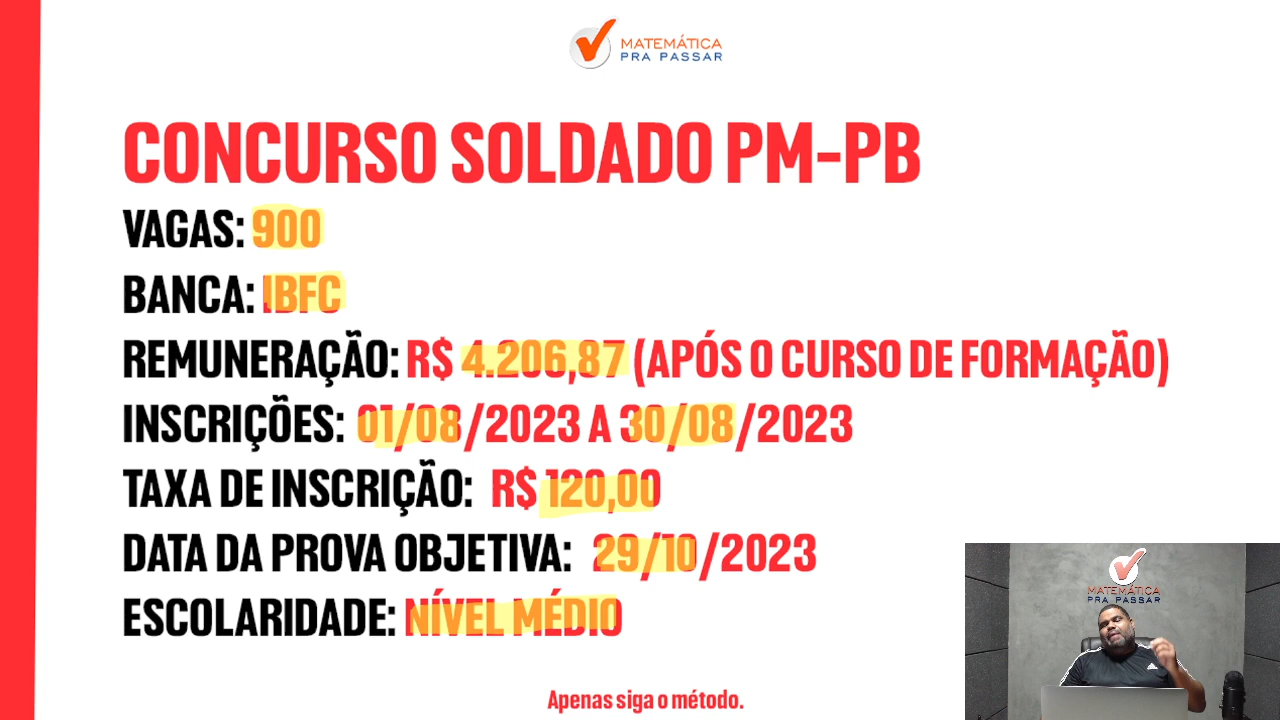 MATEMÁTICA
PRA PASSAR
CONCURSO SOLDADO PM-PB
VAGAS: 900
BANCA: IBFC
REMUNERAÇÃO: R$ 4.206,87 (APÓS O CURSO DE FORMAÇÃO)
INSCRIÇÕES: 01/08/2023 A 30/08/2023
TAXA DE INSCRIÇÃO: R$ 120,00
DATA DA PROVA OBJETIVA: 29/10/2023
ESCOLARIDADE: NÍVEL MÉDIO
MATEMÁTICA
PRA PASSAR
Apenas siga o método.